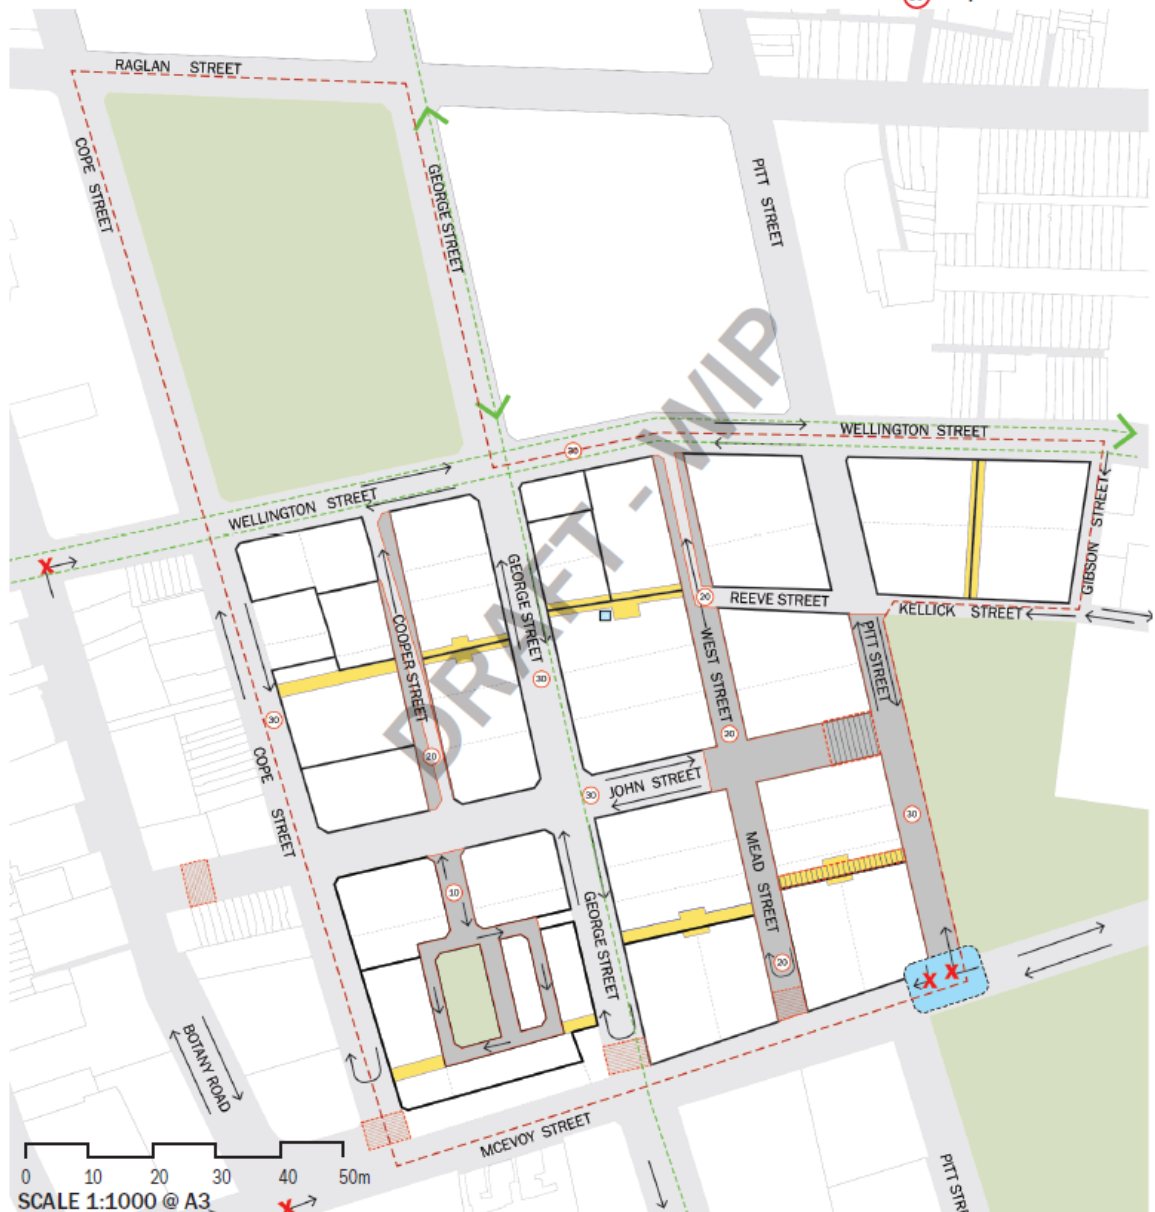 RAGLAN STREET
COPE STREET
GEORGE STREET
PITT STREET
WELLINGTON STREET
30
WELLINGTON STREET
GIBSON STREET
GEORGE STREET
COOPER STREET
20
REEVE STREET
KELLICK STREET
PITT STREET
WEST STREET
30
30
20
20
COPE STREET
JOHN STREET
30
30
MEAD STREET
10
GEORGE STREET
20
X
X
X
BOTANY ROAD
MCEVOY STREET
PITT STRE
0 10 20 30 40 50m
SCALE 1:1000 @ A3
X
DRAFT - WIP